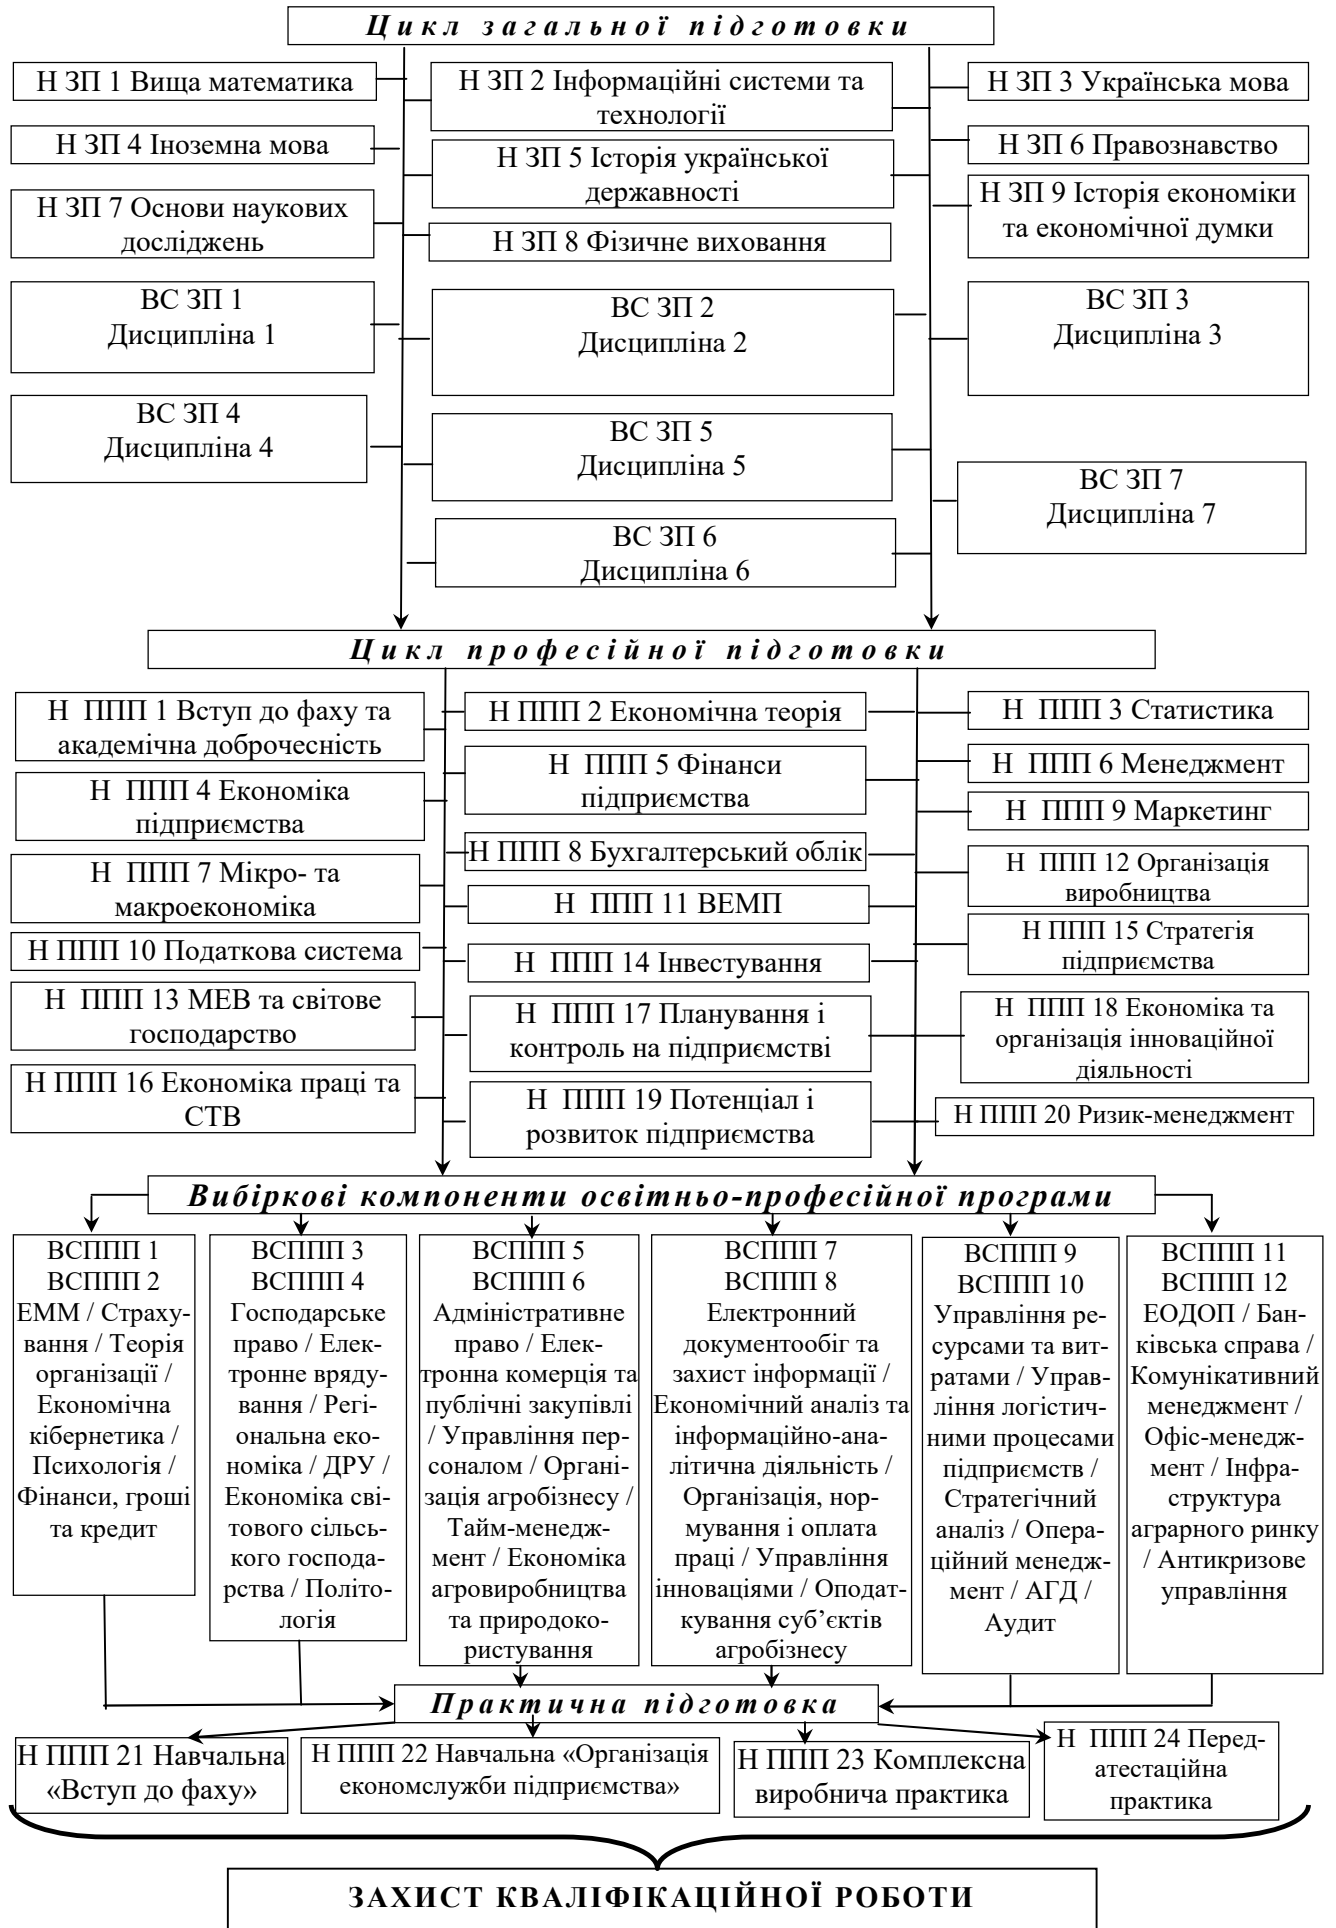 Цикл загальної підготовки
Н ЗП 1 Вища математика
Н ЗП 2 Інформаційні системи та
технології
Н ЗП 3 Українська мова
Н ЗП 4 Іноземна мова
Н ЗП 5 Історія української
державності
Н ЗП 6 Правознавство
Н ЗП 7 Основи наукових
досліджень
Н ЗП 8 Фізичне виховання
Н ЗП 9 Історія економіки
та економічної думки
ВС ЗП 1
Дисципліна 1
ВС ЗП 2
Дисципліна 2
ВС ЗП 3
Дисципліна 3
ВС ЗП 4
Дисципліна 4
ВС ЗП 5
Дисципліна 5
ВС ЗП 6
Дисципліна 6
ВС ЗП 7
Дисципліна 7
Цикл професійної підготовки
Н ППП 1 Вступ до фаху та
академічна доброчесність
Н ППП 2 Економічна теорія
Н ППП 3 Статистика
Н ППП 4 Економіка
підприємства
Н ППП 5 Фінанси
підприємства
Н ППП 6 Менеджмент
Н ППП 7 Мікро- та
макроекономіка
Н ППП 8 Бухгалтерський облік
Н ППП 9 Маркетинг
Н ППП 10 Податкова система
Н ППП 11 ВЕМП
Н ППП 12 Організація
виробництва
Н ППП 13 МЕВ та світове
господарство
Н ППП 14 Інвестування
Н ППП 15 Стратегія
підприємства
Н ППП 16 Економіка праці та
СТВ
Н ППП 17 Планування і
контроль на підприємстві
Н ППП 18 Економіка та
організація інноваційної
діяльності
Н ППП 19 Потенціал і
розвиток підприємства
Н ППП 20 Ризик-менеджмент
Вибіркові компоненти освітньо-професійної програми
ВСППП 1
ВСППП 2
ЕММ / Страху-
вання / Теорія
організації /
Економічна
кібернетика /
Психологія /
Фінанси, гроші
та кредит
ВСППП 3
ВСППП 4
Господарське
право / Елек-
тронне вряду-
вання / Регі-
ональна еко-
номіка / ДРУ /
Економіка сві-
тового сільсь-
кого господа-
рства / Політо-
логія
ВСППП 5
ВСППП 6
Адміністративне
право / Елек-
тронна комерція та
публічні закупівлі
/ Управління пер-
соналом / Органі-
зація агробізнесу /
Тайм-менедж-
мент / Економіка
агровиробництва
та природоко-
ристування
ВСППП 7
ВСППП 8
Електронний
документообіг та
захист інформації /
Економічний аналіз та
інформаційно-ана-
літична діяльність /
Організація, нор-
мування і оплата
праці / Управління
інноваціями / Оподат-
кування суб’єктів
агробізнесу
ВСППП 9
ВСППП 10
Управління ре-
сурсами та вит-
ратами / Управ-
ління логістич-
ними процесами
підприємств /
Стратегічний
аналіз / Опера-
ційний менедж-
мент / АГД /
Аудит
ВСППП 11
ВСППП 12
ЕОДОП / Бан-
ківська справа /
Комунікативний
менеджмент /
Офіс-менедж-
мент / Інфра-
структура
аграрного ринку
/ Антикризове
управління
Практична підготовка
Н ППП 21 Навчальна
«Вступ до фаху»
Н ППП 22 Навчальна «Організація
економслужби підприємства»
Н ППП 23 Комплексна
виробнича практика
Н ППП 24 Перед-
атестаційна
практика
ЗАХИСТ КВАЛІФІКАЦІЙНОЇ РОБОТИ